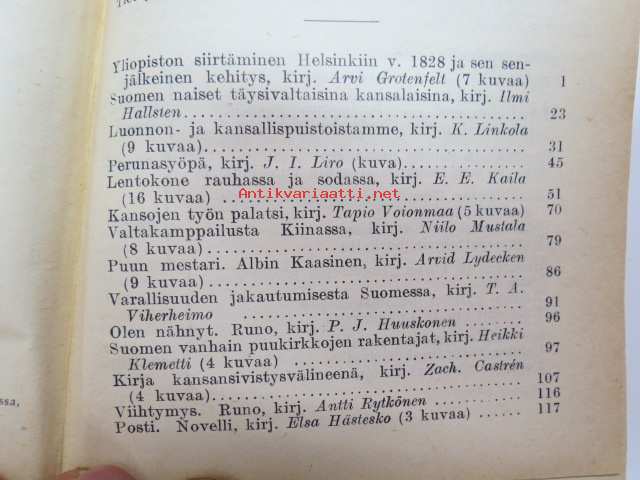 Yliopiston siirtäminen Helsinkiin v. 1828 ja sen sen-
jälkeinen kehitys, kirj. Arvi Grotenfelt (7 kuvaa) 1
Suomen naiset täysivaltaisina kansalaisina, kirj. Ilmi
Hallsten 23
Luonnon- ja kansallispuistoistamme, kirj. K. Linkola
(9 kuvaa) 31
Perunasyöpä, kirj. J. I. Liro (kuva) 45
Lentokone rauhassa ja sodassa, kirj. E. E. Kaila
(16 kuvaa) 51
Antikvariaatti.net
Kansojen työn palatsi, kirj. Tapio Voionmaa (5 kuvaa) 70
Valtakamppailusta Kiinassa, kirj. Niilo Mustala
(8 kuvaa) 79
Puun mestari. Albin Kaasinen, kirj. Arvid Lydecken
(9 kuvaa) 86
Varallisuuden jakautumisesta Suomessa, kirj. T. A.
Viherheimo 91
Olen nähnyt. Runo, kirj. P. J. Huuskonen 96
Suomen vanhain puukirkkojen rakentajat, kirj. Heikki
Klemetti (4 kuvaa) 97
Kirja kansansivistysvälineenä, kirj. Zach. Castrén
(4 kuvaa) 107
Viihtymys. Runo, kirj. Antti Rytkönen 116
Posti. Novelli, kirj. Elsa Hästesko (3 kuvaa) 117